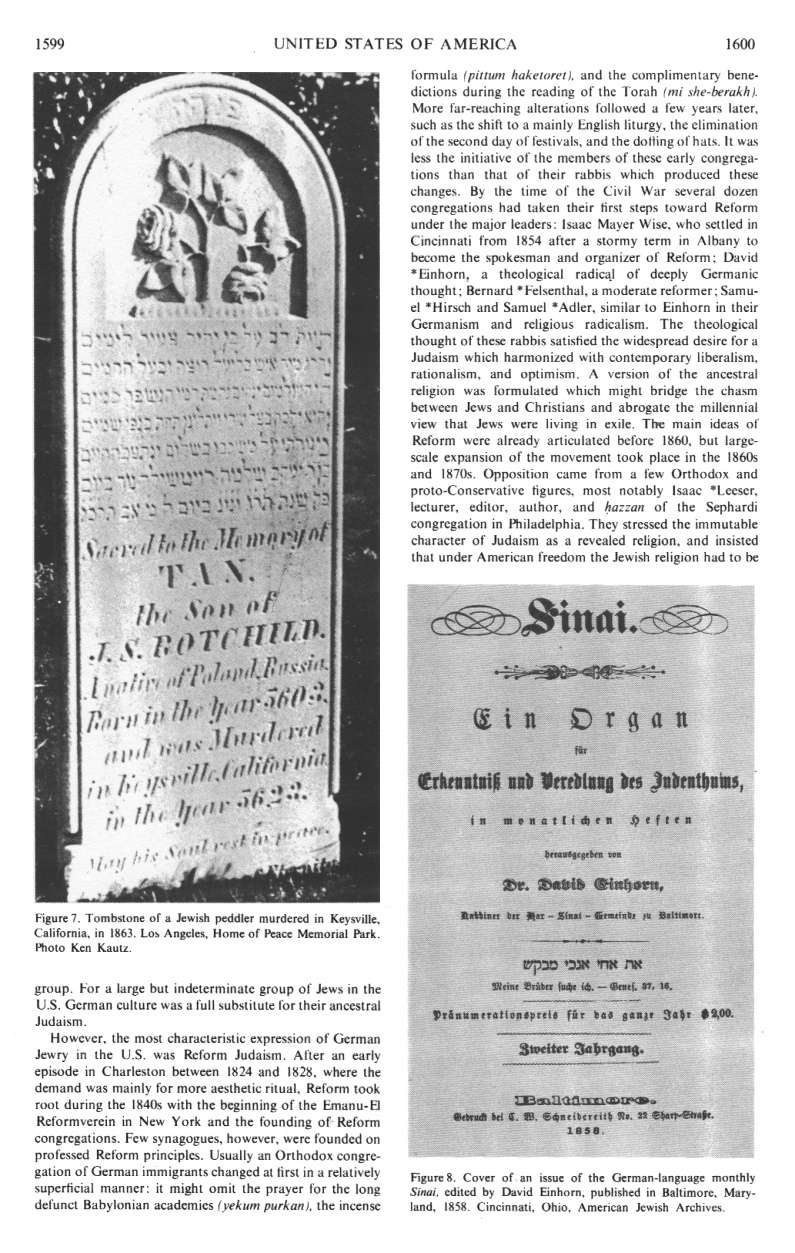 1599
UNITED STATES OF AMERICA
1600
Sacred to the Memory of
TAN.
the Son of
J. S. ROTCHILD.
A native of Poland, Russia.
Born in the Year 5603.
and was Murdered
in Keysville, California,
in the Year 5623.
May his Soul rest in peace.
Figure 7. Tombstone of a Jewish peddler murdered in Keysville,
California, in 1863. Los Angeles, Home of Peace Memorial Park.
Photo Ken Kautz.
group. For a large but indeterminate group of Jews in the
U.S. German culture was a full substitute for their ancestral
Judaism.
However, the most characteristic expression of German
Jewry in the U.S. was Reform Judaism. After an early
episode in Charleston between 1824 and 1828, where the
demand was mainly for more aesthetic ritual, Reform took
root during the 1840s with the beginning of the Emanu-El
Reformverein in New York and the founding of Reform
congregations. Few synagogues, however, were founded on
professed Reform principles. Usually an Orthodox congre-
gation of German immigrants changed at first in a relatively
superficial manner: it might omit the prayer for the long
defunct Babylonian academies (yekum purkan), the incense
formula (pittum haketoret), and the complimentary bene-
dictions during the reading of the Torah (mi she-berakh).
More far-reaching alterations followed a few years later,
such as the shift to a mainly English liturgy, the elimination
of the second day of festivals, and the doffing of hats. It was
less the initiative of the members of these early congrega-
tions than that of their rabbis which produced these
changes. By the time of the Civil War several dozen
congregations had taken their first steps toward Reform
under the major leaders: Isaac Mayer Wise, who settled in
Cincinnati from 1854 after a stormy term in Albany to
become the spokesman and organizer of Reform; David
*Einhorn, a theological radical of deeply Germanic
thought; Bernard *Felsenthal, a moderate reformer; Samu-
el *Hirsch and Samuel *Adler, similar to Einhorn in their
Germanism and religious radicalism. The theological
thought of these rabbis satisfied the widespread desire for a
Judaism which harmonized with contemporary liberalism,
rationalism, and optimism. A version of the ancestral
religion was formulated which might bridge the chasm
between Jews and Christians and abrogate the millennial
view that Jews were living in exile. The main ideas of
Reform were already articulated before 1860, but large-
scale expansion of the movement took place in the 1860s
and 1870s. Opposition came from a few Orthodox and
proto-Conservative figures, most notably Isaac *Leeser,
lecturer, editor, author, and ḥazzan of the Sephardi
congregation in Philadelphia. They stressed the immutable
character of Judaism as a revealed religion, and insisted
that under American freedom the Jewish religion had to be
Sinai.
Ein Organ
für
Erkenntniß und Veredlung des Judenthums,
in monatlichen Heften
herausgegeben von
Dr. David Einhorn,
Rabbiner der Har-Sinai-Gemeinde zu Baltimore.
את אחי אנכי מבקש
Meine Brüder suche ich. — Genes. 37, 16.
Pränumerationspreis für das ganze Jahr $2,00.
Zweiter Jahrgang.
Baltimore.
Gedruckt bei C. W. Schneidereith No. 22 Sharp-Straße.
1858.
Figure 8. Cover of an issue of the German-language monthly
Sinai, edited by David Einhorn, published in Baltimore, Mary-
land, 1858. Cincinnati, Ohio, American Jewish Archives.